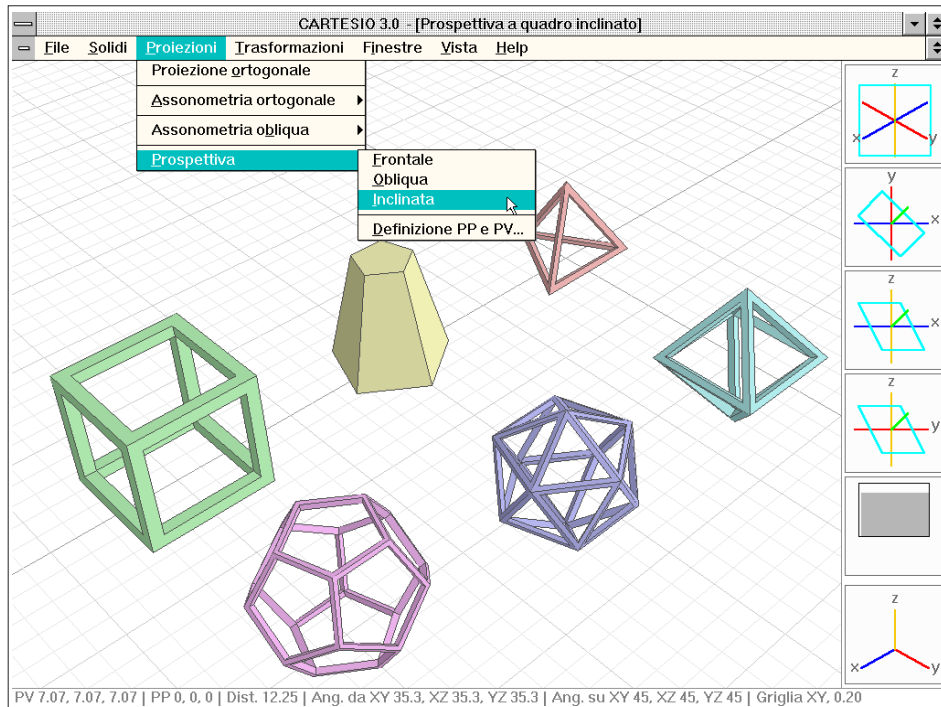 CARTESIO 3.0 - [Prospettiva a quadro inclinato]
File Solidi Proiezioni Trasformazioni Finestre Vista Help
Proiezione ortogonale
Assonometria ortogonale
Assonometria obliqua
Prospettiva
Frontale
Obliqua
Inclinata
Definizione PP e PV...
z
x y
y
x
z
x
z
y
z
x y
PV 7.07, 7.07, 7.07 | PP 0, 0, 0 | Dist. 12.25 | Ang. da XY 35.3, XZ 35.3, YZ 35.3 | Ang. su XY 45, XZ 45, YZ 45 | Griglia XY, 0.20